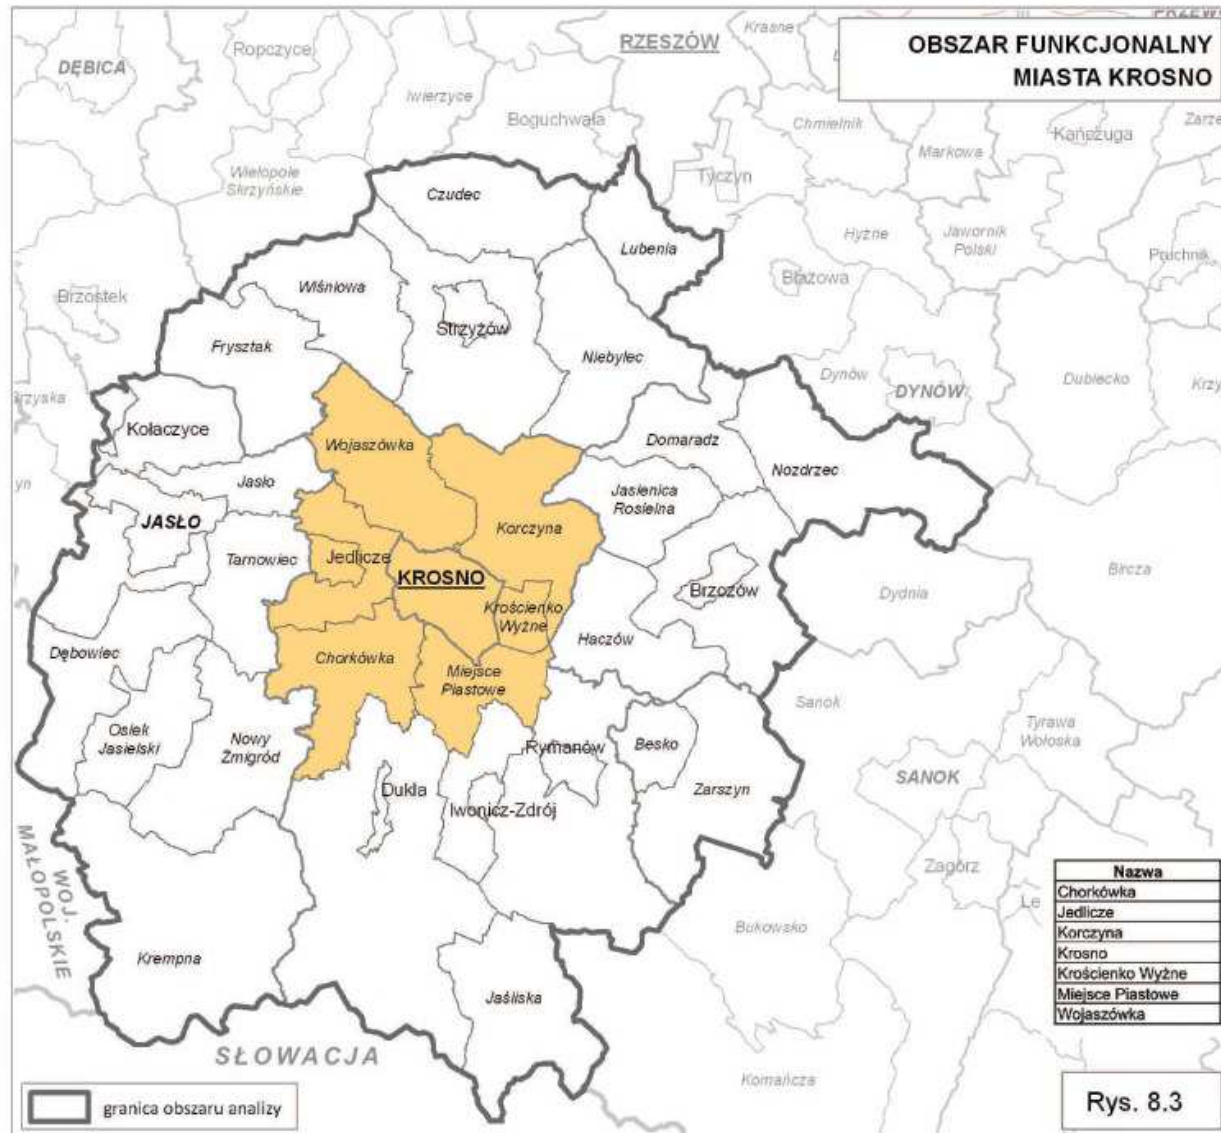 OBSZAR FUNKCJONALNY
MIASTA KROSNO
RZESZÓW
Krasne
Ropczyce
DĘBICA
Iwierzyce
Boguchwała
Chmielnik
Kańczuga
Markowa
Wielopole
Skrzyńskie
Tyczyn
Czudec
Lubenia
Hyżne
Jawornik
Polski
Pruchnik
Błażowa
Brzostek
Wiśniowa
Strzyżów
Frysztak
Niebylec
Dynów
DYNÓW
Dubiecko
Kołaczyce
Wojaszówka
Domaradz
Nozdrzec
Jasło
Jasienica
Rosielna
JASŁO
Korczyna
Tarnowiec
Jedlicze
KROSNO
Bircza
Brzozów
Dydnia
Krościenko
Wyżne
Haczów
Dębowiec
Chorkówka
Miejsce
Piastowe
Sanok
Tyrawa
Wołoska
Osiek
Jasielski
Nowy
Żmigród
Rymanów
Besko
SANOK
Dukla
Iwonicz-Zdrój
Zarszyn
WOJ.
MAŁOPOLSKIE
Zagórz
Le
Bukowsko
Krempna
Jaśliska
SŁOWACJA
Komańcza
Nazwa
Chorkówka
Jedlicze
Korczyna
Krosno
Krościenko Wyżne
Miejsce Piastowe
Wojaszówka
granica obszaru analizy
Rys. 8.3